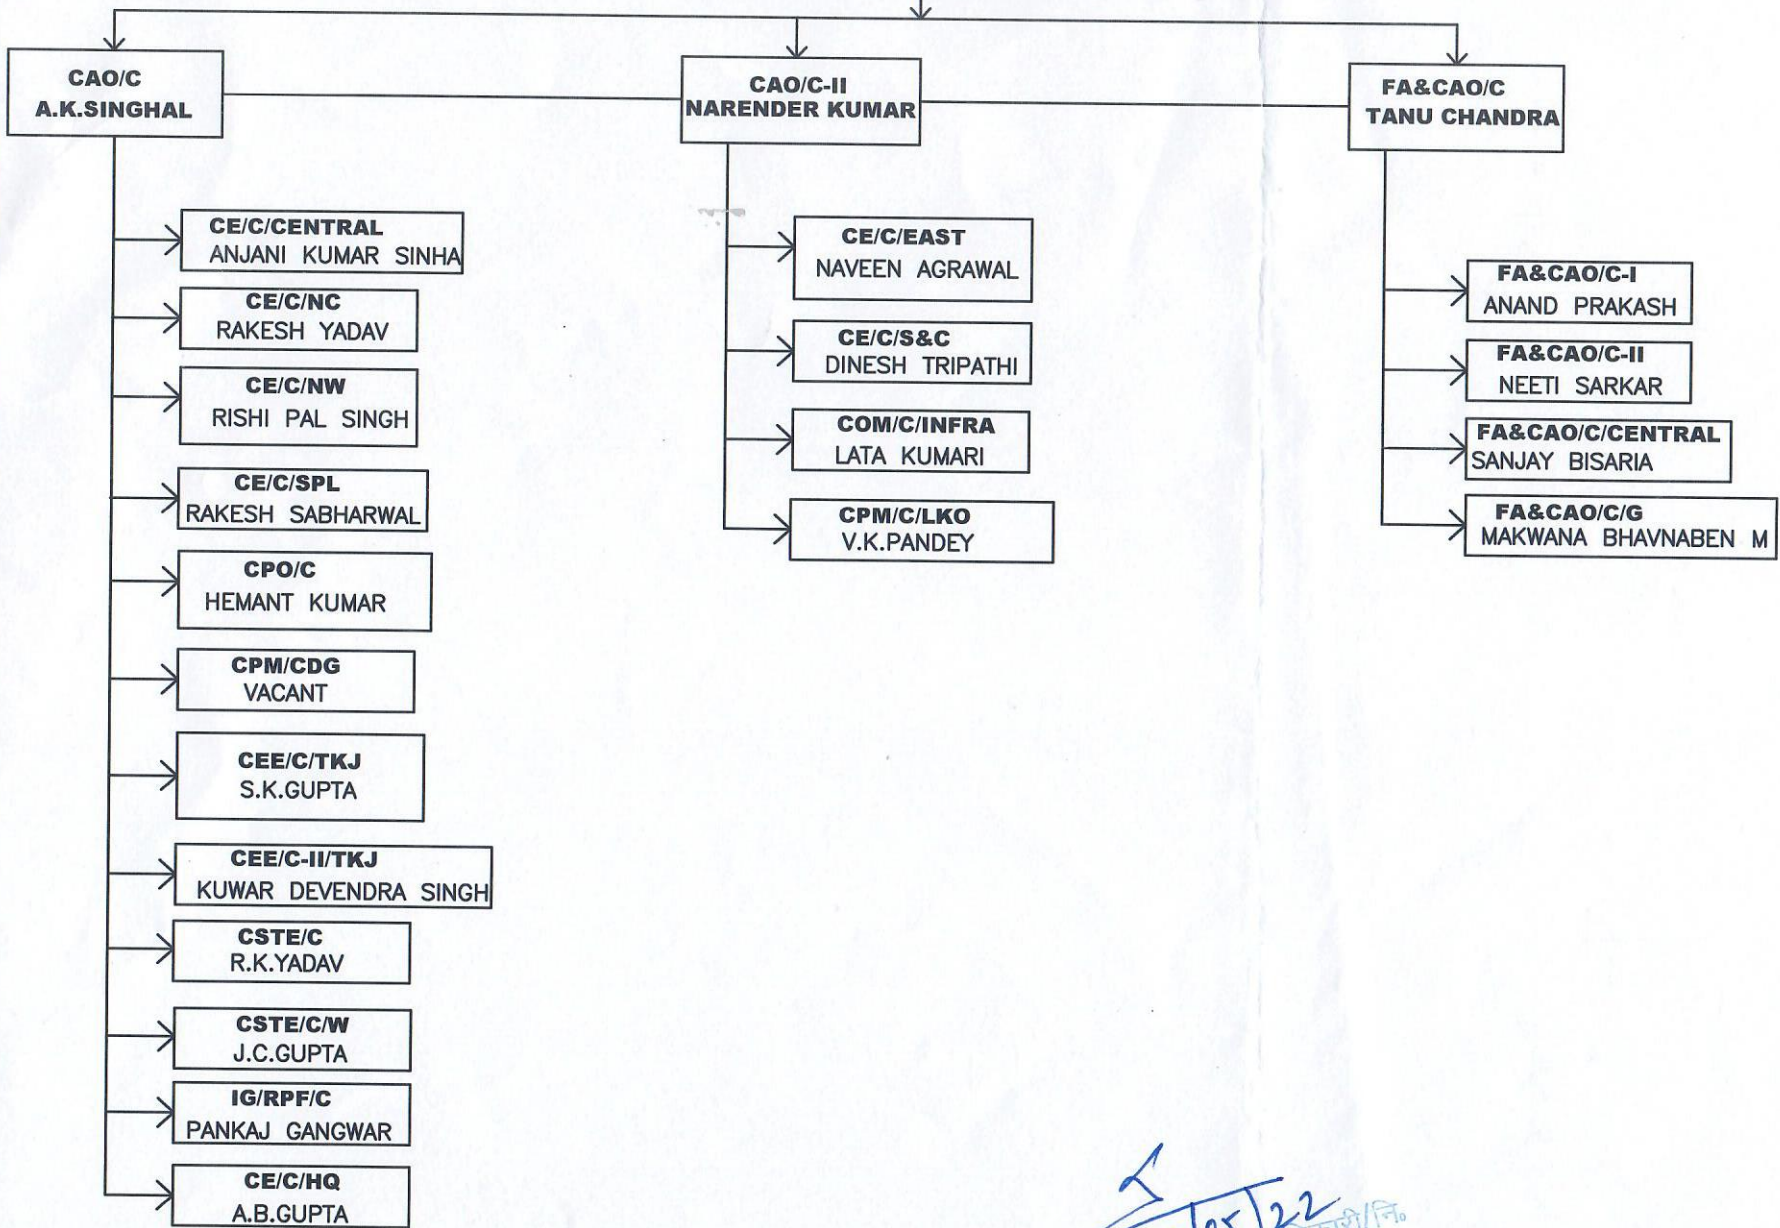 CAO/C
A.K.SINGHAL
CAO/C-II
NARENDER KUMAR
FA&CAO/C
TANU CHANDRA
CE/C/CENTRAL
ANJANI KUMAR SINHA
CE/C/NC
RAKESH YADAV
CE/C/NW
RISHI PAL SINGH
CE/C/SPL
RAKESH SABHARWAL
CPO/C
HEMANT KUMAR
CPM/CDG
VACANT
CEE/C/TKJ
S.K.GUPTA
CEE/C-II/TKJ
KUWAR DEVENDRA SINGH
CSTE/C
R.K.YADAV
CSTE/C/W
J.C.GUPTA
IG/RPF/C
PANKAJ GANGWAR
CE/C/HQ
A.B.GUPTA
CE/C/EAST
NAVEEN AGRAWAL
CE/C/S&C
DINESH TRIPATHI
COM/C/INFRA
LATA KUMARI
CPM/C/LKO
V.K.PANDEY
FA&CAO/C-I
ANAND PRAKASH
FA&CAO/C-II
NEETI SARKAR
FA&CAO/C/CENTRAL
SANJAY BISARIA
FA&CAO/C/G
MAKWANA BHAVNABEN M